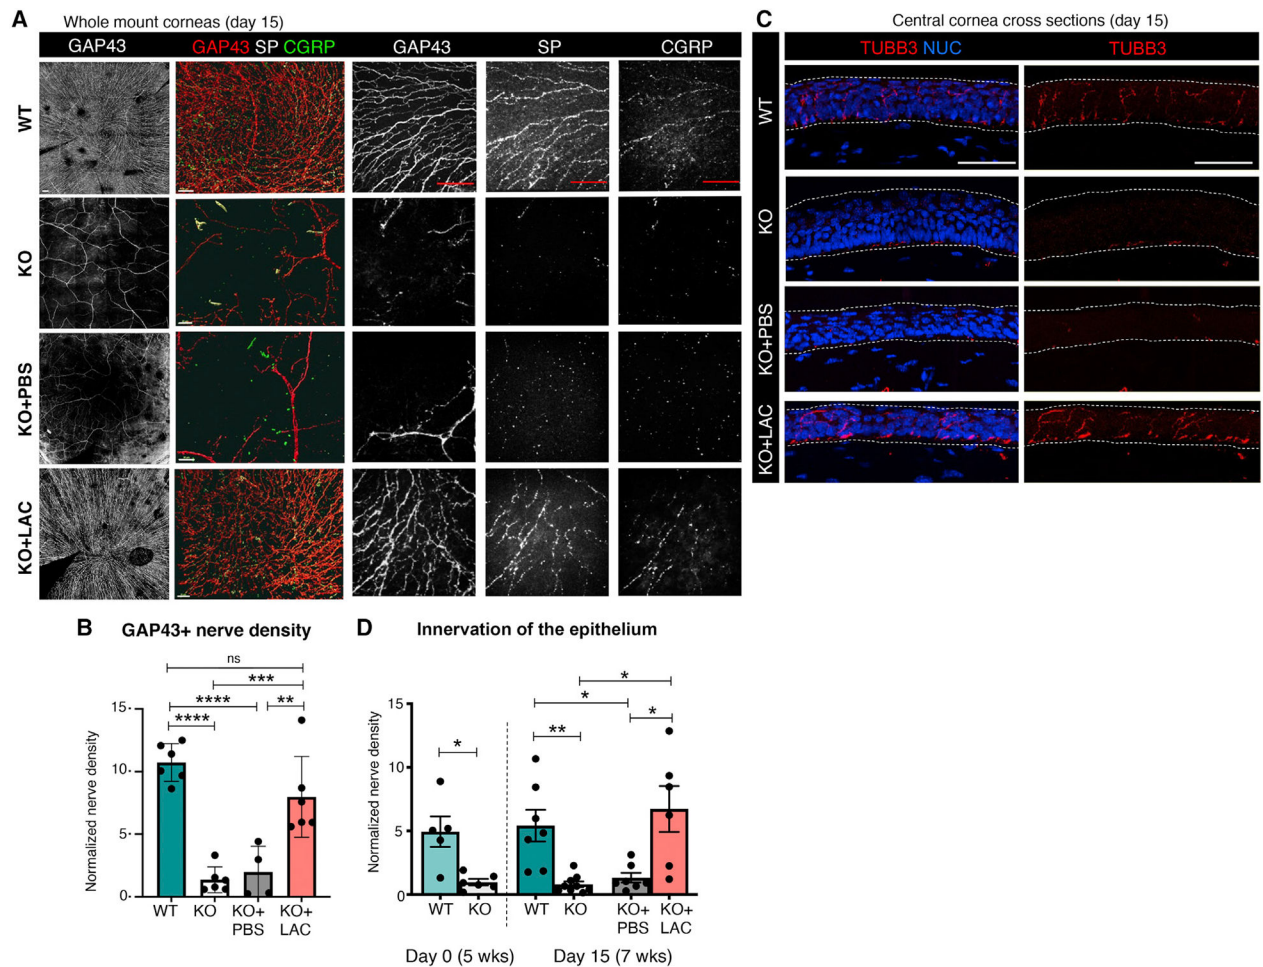 A
Whole mount corneas (day 15)
GAP43
GAP43 SP CGRP
GAP43
SP
CGRP
WT
KO
KO+PBS
KO+LAC
C
Central cornea cross sections (day 15)
TUBB3 NUC
TUBB3
WT
KO
KO+PBS
KO+LAC
B
GAP43+ nerve density
ns
***
****
**
****
Normalized nerve density
15
10
5
0
WT
KO
KO+
PBS
KO+
LAC
D
Innervation of the epithelium
*
*
*
**
*
Normalized nerve density
15
10
5
0
WT
KO
WT
KO
KO+
PBS
KO+
LAC
Day 0 (5 wks)
Day 15 (7 wks)